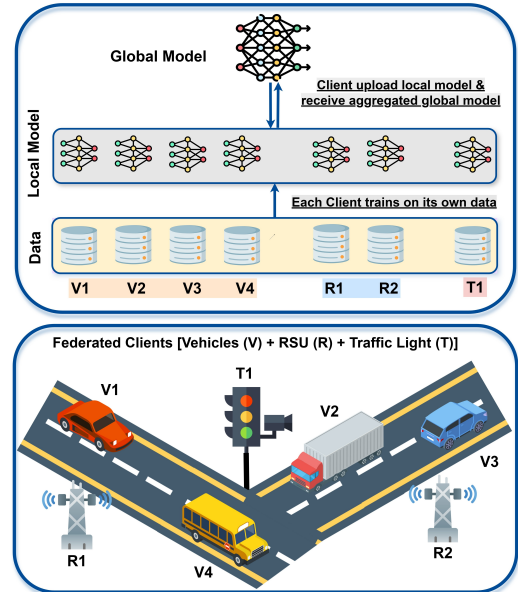 Global Model
Client upload local model &
receive aggregated global model
Local Model
Each Client trains on its own data
Data
V1 V2 V3 V4 R1 R2 T1
Federated Clients [Vehicles (V) + RSU (R) + Traffic Light (T)]
V1
T1
V2
V3
R1
R2
V4